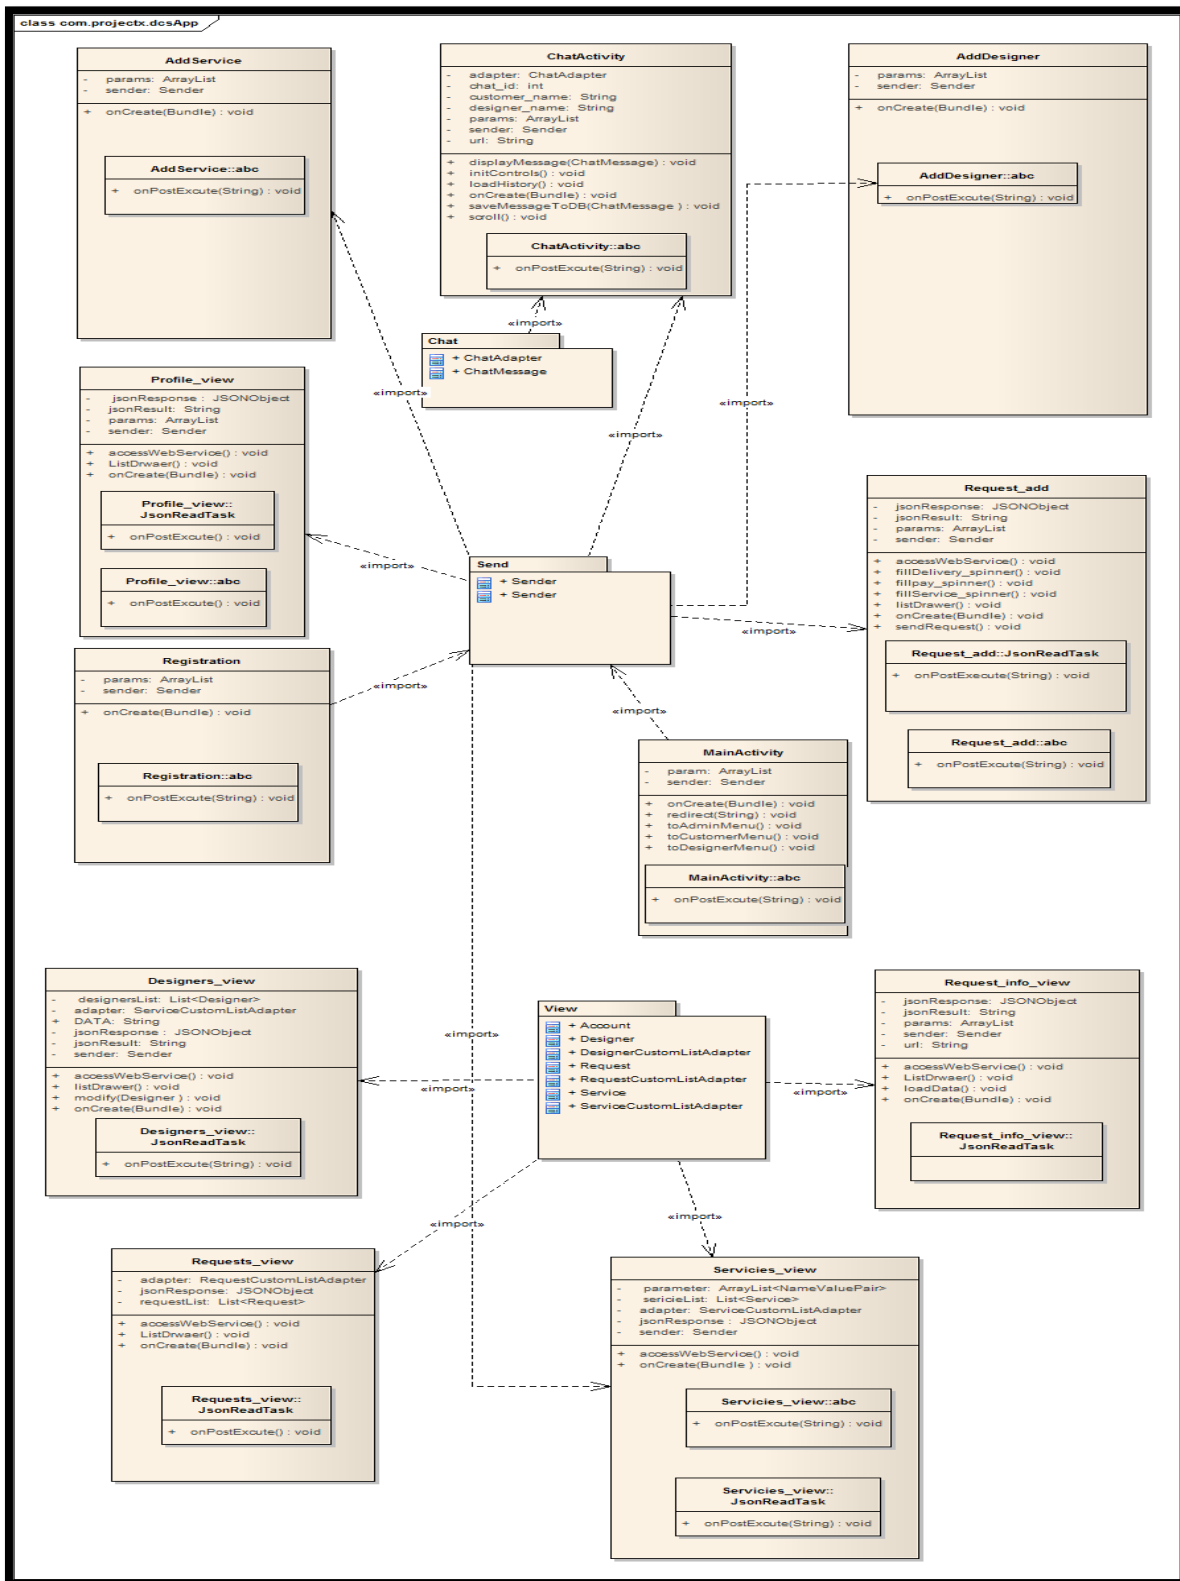 class com.projectx.dcsApp
AddService
- params: ArrayList
- sender: Sender
+ onCreate(Bundle) : void
AddService::abc
+ onPostExcute(String) : void
ChatActivity
- adapter: ChatAdapter
- chat_id: int
- customer_name: String
- designer_name: String
- params: ArrayList
- sender: Sender
- url: String
+ displayMessage(ChatMessage) : void
+ initControls() : void
+ loadHistory() : void
+ onCreate(Bundle) : void
+ saveMessageToDB(ChatMessage ) : void
+ scroll() : void
ChatActivity::abc
+ onPostExcute(String) : void
AddDesigner
- params: ArrayList
- sender: Sender
+ onCreate(Bundle) : void
AddDesigner::abc
+ onPostExcute(String) : void
«import»
Chat
+ ChatAdapter
+ ChatMessage
«import»
«import»
«import»
Profile_view
- jsonResponse : JSONObject
- jsonResult: String
- params: ArrayList
- sender: Sender
+ accessWebService() : void
+ ListDrwaer() : void
+ onCreate(Bundle) : void
Profile_view::
JsonReadTask
+ onPostExcute() : void
Profile_view::abc
+ onPostExcute() : void
«import»
Send
+ Sender
+ Sender
Request_add
- jsonResponse: JSONObject
- jsonResult: String
- params: ArrayList
- sender: Sender
+ accessWebService() : void
+ fillDelivery_spinner() : void
+ fillpay_spinner() : void
+ fillService_spinner() : void
+ listDrawer() : void
+ onCreate(Bundle) : void
+ sendRequest() : void
Request_add::JsonReadTask
+ onPostExecute(String) : void
Request_add::abc
+ onPostExcute(String) : void
«import»
Registration
- params: ArrayList
- sender: Sender
+ onCreate(Bundle) : void
Registration::abc
+ onPostExcute(String) : void
«import»
«import»
MainActivity
- param: ArrayList
- sender: Sender
+ onCreate(Bundle) : void
+ redirect(String) : void
+ toAdminMenu() : void
+ toCustomerMenu() : void
+ toDesignerMenu() : void
MainActivity::abc
+ onPostExcute(String) : void
Designers_view
- designersList: List<Designer>
- adapter: ServiceCustomListAdapter
+ DATA: String
- jsonResponse : JSONObject
- jsonResult: String
- sender: Sender
+ accessWebService() : void
+ listDrawer() : void
+ modify(Designer ) : void
+ onCreate(Bundle) : void
Designers_view::
JsonReadTask
+ onPostExcute(String) : void
«import»
«import»
View
+ Account
+ Designer
+ DesignerCustomListAdapter
+ Request
+ RequestCustomListAdapter
+ Service
+ ServiceCustomListAdapter
«import»
Request_info_view
- jsonResponse: JSONObject
- jsonResult: String
- params: ArrayList
- sender: Sender
- url: String
+ accessWebService() : void
+ ListDrwaer() : void
+ loadData() : void
+ onCreate(Bundle) : void
Request_info_view::
JsonReadTask
«import»
«import»
Requests_view
- adapter: RequestCustomListAdapter
- jsonResponse: JSONObject
- requestList: List<Request>
+ accessWebService() : void
+ ListDrwaer() : void
+ onCreate(Bundle) : void
Requests_view::
JsonReadTask
+ onPostExcute() : void
Servicies_view
- parameter: ArrayList<NameValuePair>
- sericieList: List<Service>
- adapter: ServiceCustomListAdapter
- jsonResponse : JSONObject
- sender: Sender
+ accessWebService() : void
+ onCreate(Bundle ) : void
Servicies_view::abc
+ onPostExcute(String) : void
Servicies_view::
JsonReadTask
+ onPostExcute(String) : void